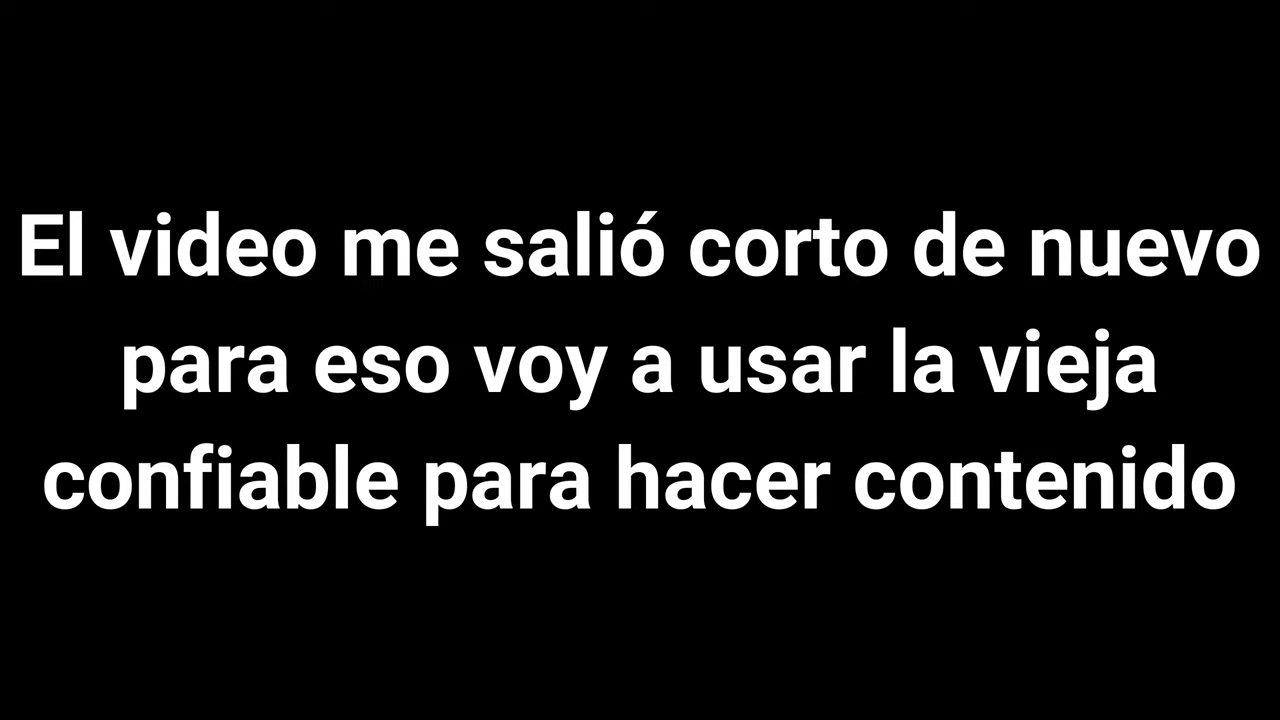 El video me salió corto de nuevo
para eso voy a usar la vieja
confiable para hacer contenido